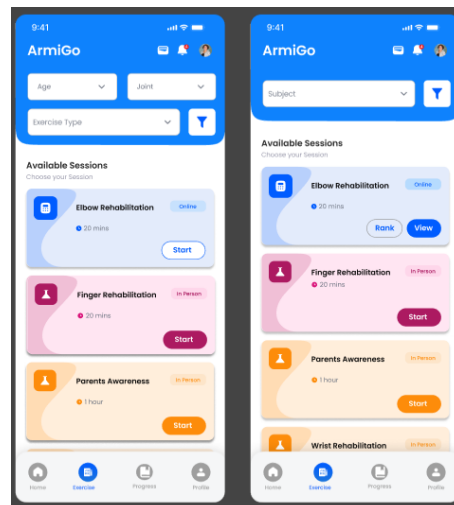 9:41
ArmiGo
Age
Joint
Exercise Type
Available Sessions
Choose your Session
Elbow Rehabilitation
Online
20 mins
Start
Finger Rehabilitation
In Person
20 mins
Start
Parents Awareness
In Person
1 hour
Start
Home
Exercise
Progress
Profile
9:41
ArmiGo
Subject
Available Sessions
Choose your Session
Elbow Rehabilitation
Online
20 mins
Rank
View
Finger Rehabilitation
In Person
20 mins
Start
Parents Awareness
In Person
1 hour
Start
Wrist Rehabilitation
In Person
Home
Exercise
Progress
Profile